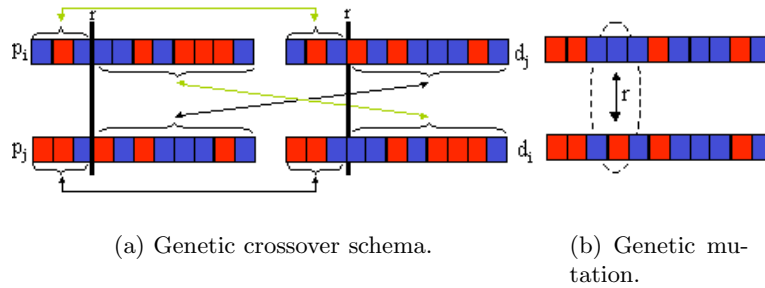 r
r
p_i
d_j
r
p_j
d_i
(a) Genetic crossover schema.
(b) Genetic mu-
tation.